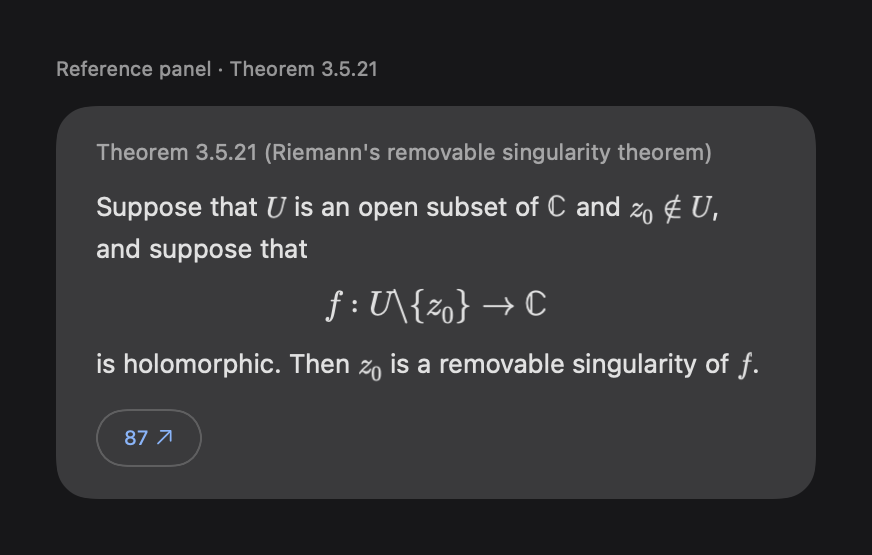 Reference panel · Theorem 3.5.21
Theorem 3.5.21 (Riemann's removable singularity theorem)
Suppose that U is an open subset of ℂ and z₀ ∉ U,
and suppose that
f : U\{z₀} → ℂ
is holomorphic. Then z₀ is a removable singularity of f.
87 ↗